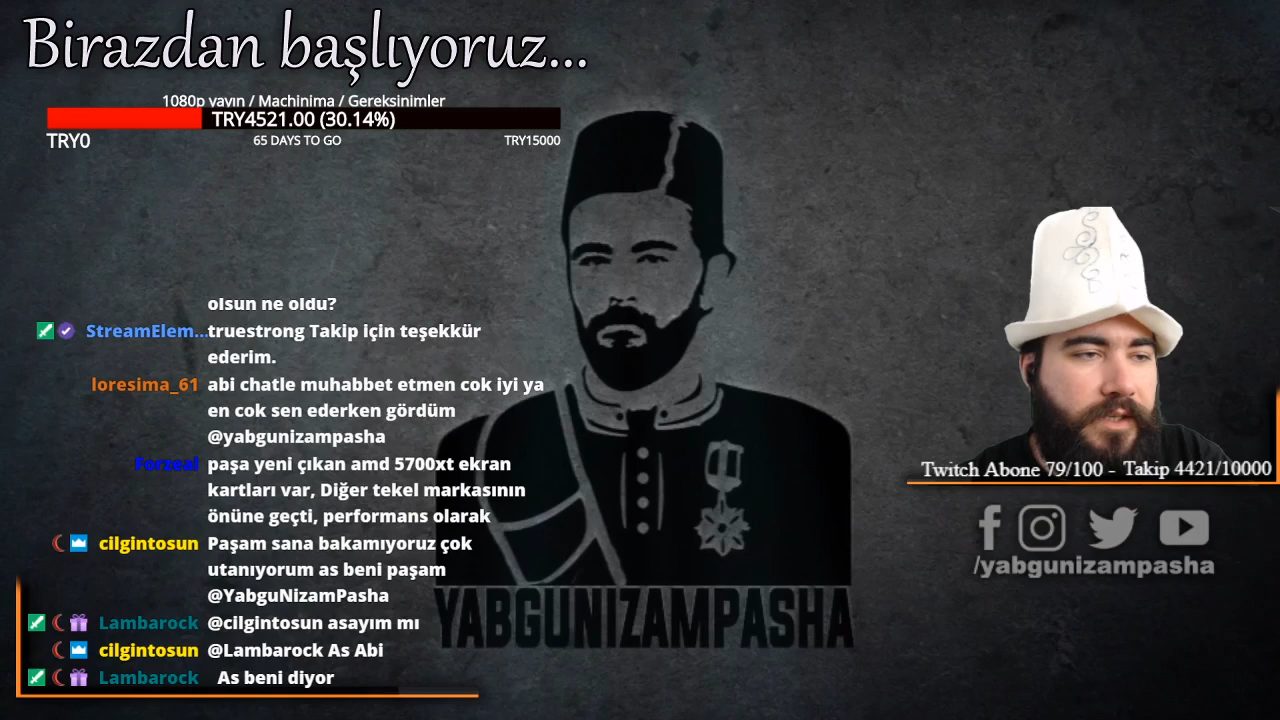 Birazdan başlıyoruz...
1080p yayın / Machinima / Gereksinimler
TRY4521.00 (30.14%)
TRY0
65 DAYS TO GO
TRY15000
olsun ne oldu?
StreamElem... truestrong Takip için teşekkür
ederim.
loresima_61 abi chatle muhabbet etmen cok iyi ya
en cok sen ederken gördüm
@yabgunizampasha
Forzeal paşa yeni çıkan amd 5700xt ekran
kartları var, Diğer tekel markasının
önüne geçti, performans olarak
cilgintosun Paşam sana bakamıyoruz çok
utanıyorum as beni paşam
@YabguNizamPasha
Lambarock @cilgintosun asayım mı
cilgintosun @Lambarock As Abi
Lambarock As beni diyor
YABGUNIZAMPASHA
Twitch Abone 79/100 - Takip 4421/10000
/yabgunizampasha